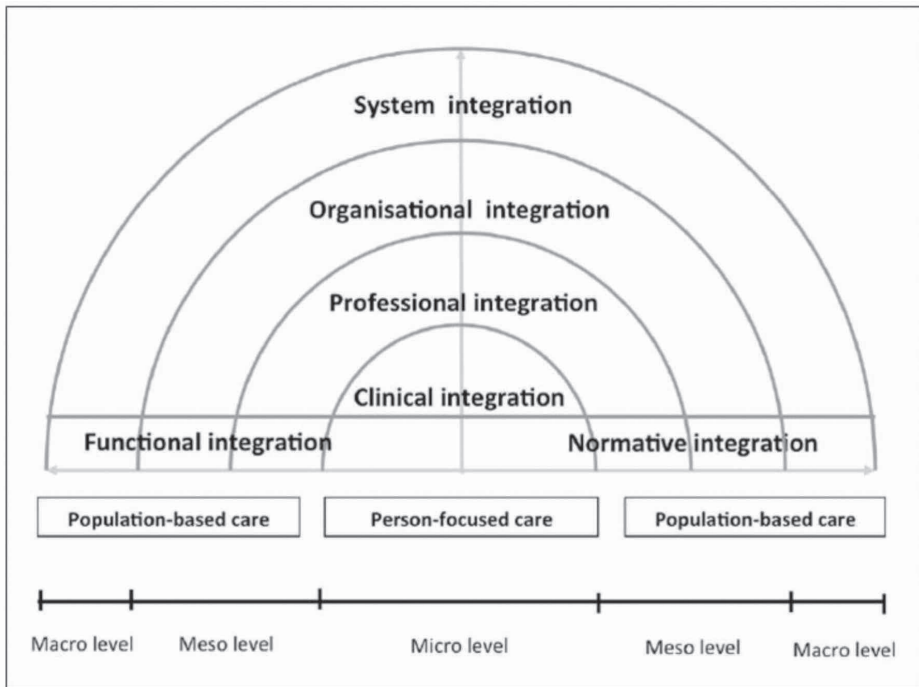 System integration
Organisational integration
Professional integration
Clinical integration
Functional integration Normative integration
Population-based care Person-focused care Population-based care
Macro level Meso level Micro level Meso level Macro level